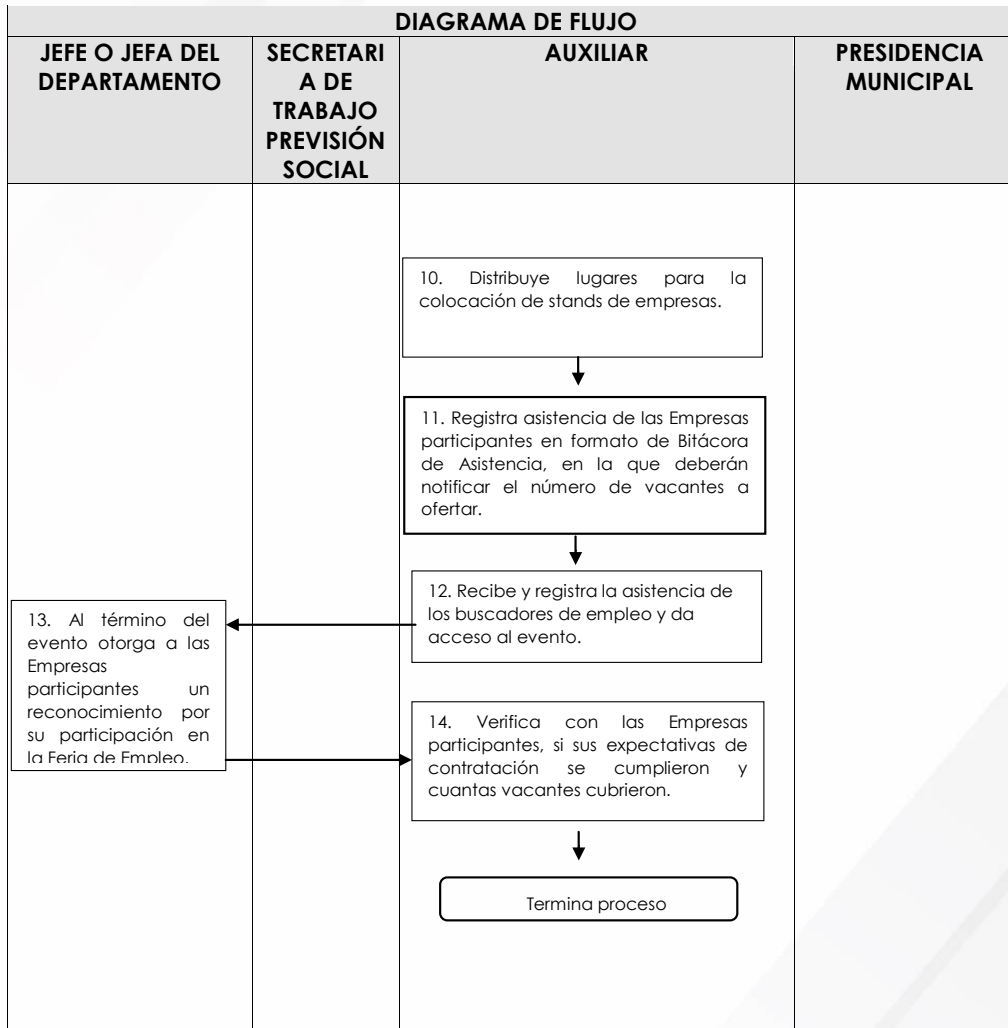 DIAGRAMA DE FLUJO
JEFE O JEFA DEL
DEPARTAMENTO
SECRETARI
A DE
TRABAJO
PREVISIÓN
SOCIAL
AUXILIAR
PRESIDENCIA
MUNICIPAL
10. Distribuye lugares para la
colocación de stands de empresas.
11. Registra asistencia de las Empresas
participantes en formato de Bitácora
de Asistencia, en la que deberán
notificar el número de vacantes a
ofertar.
12. Recibe y registra la asistencia de
los buscadores de empleo y da
acceso al evento.
13. Al término del
evento otorga a las
Empresas
participantes un
reconocimiento por
su participación en
la Feria de Empleo.
14. Verifica con las Empresas
participantes, si sus expectativas de
contratación se cumplieron y
cuantas vacantes cubrieron.
Termina proceso